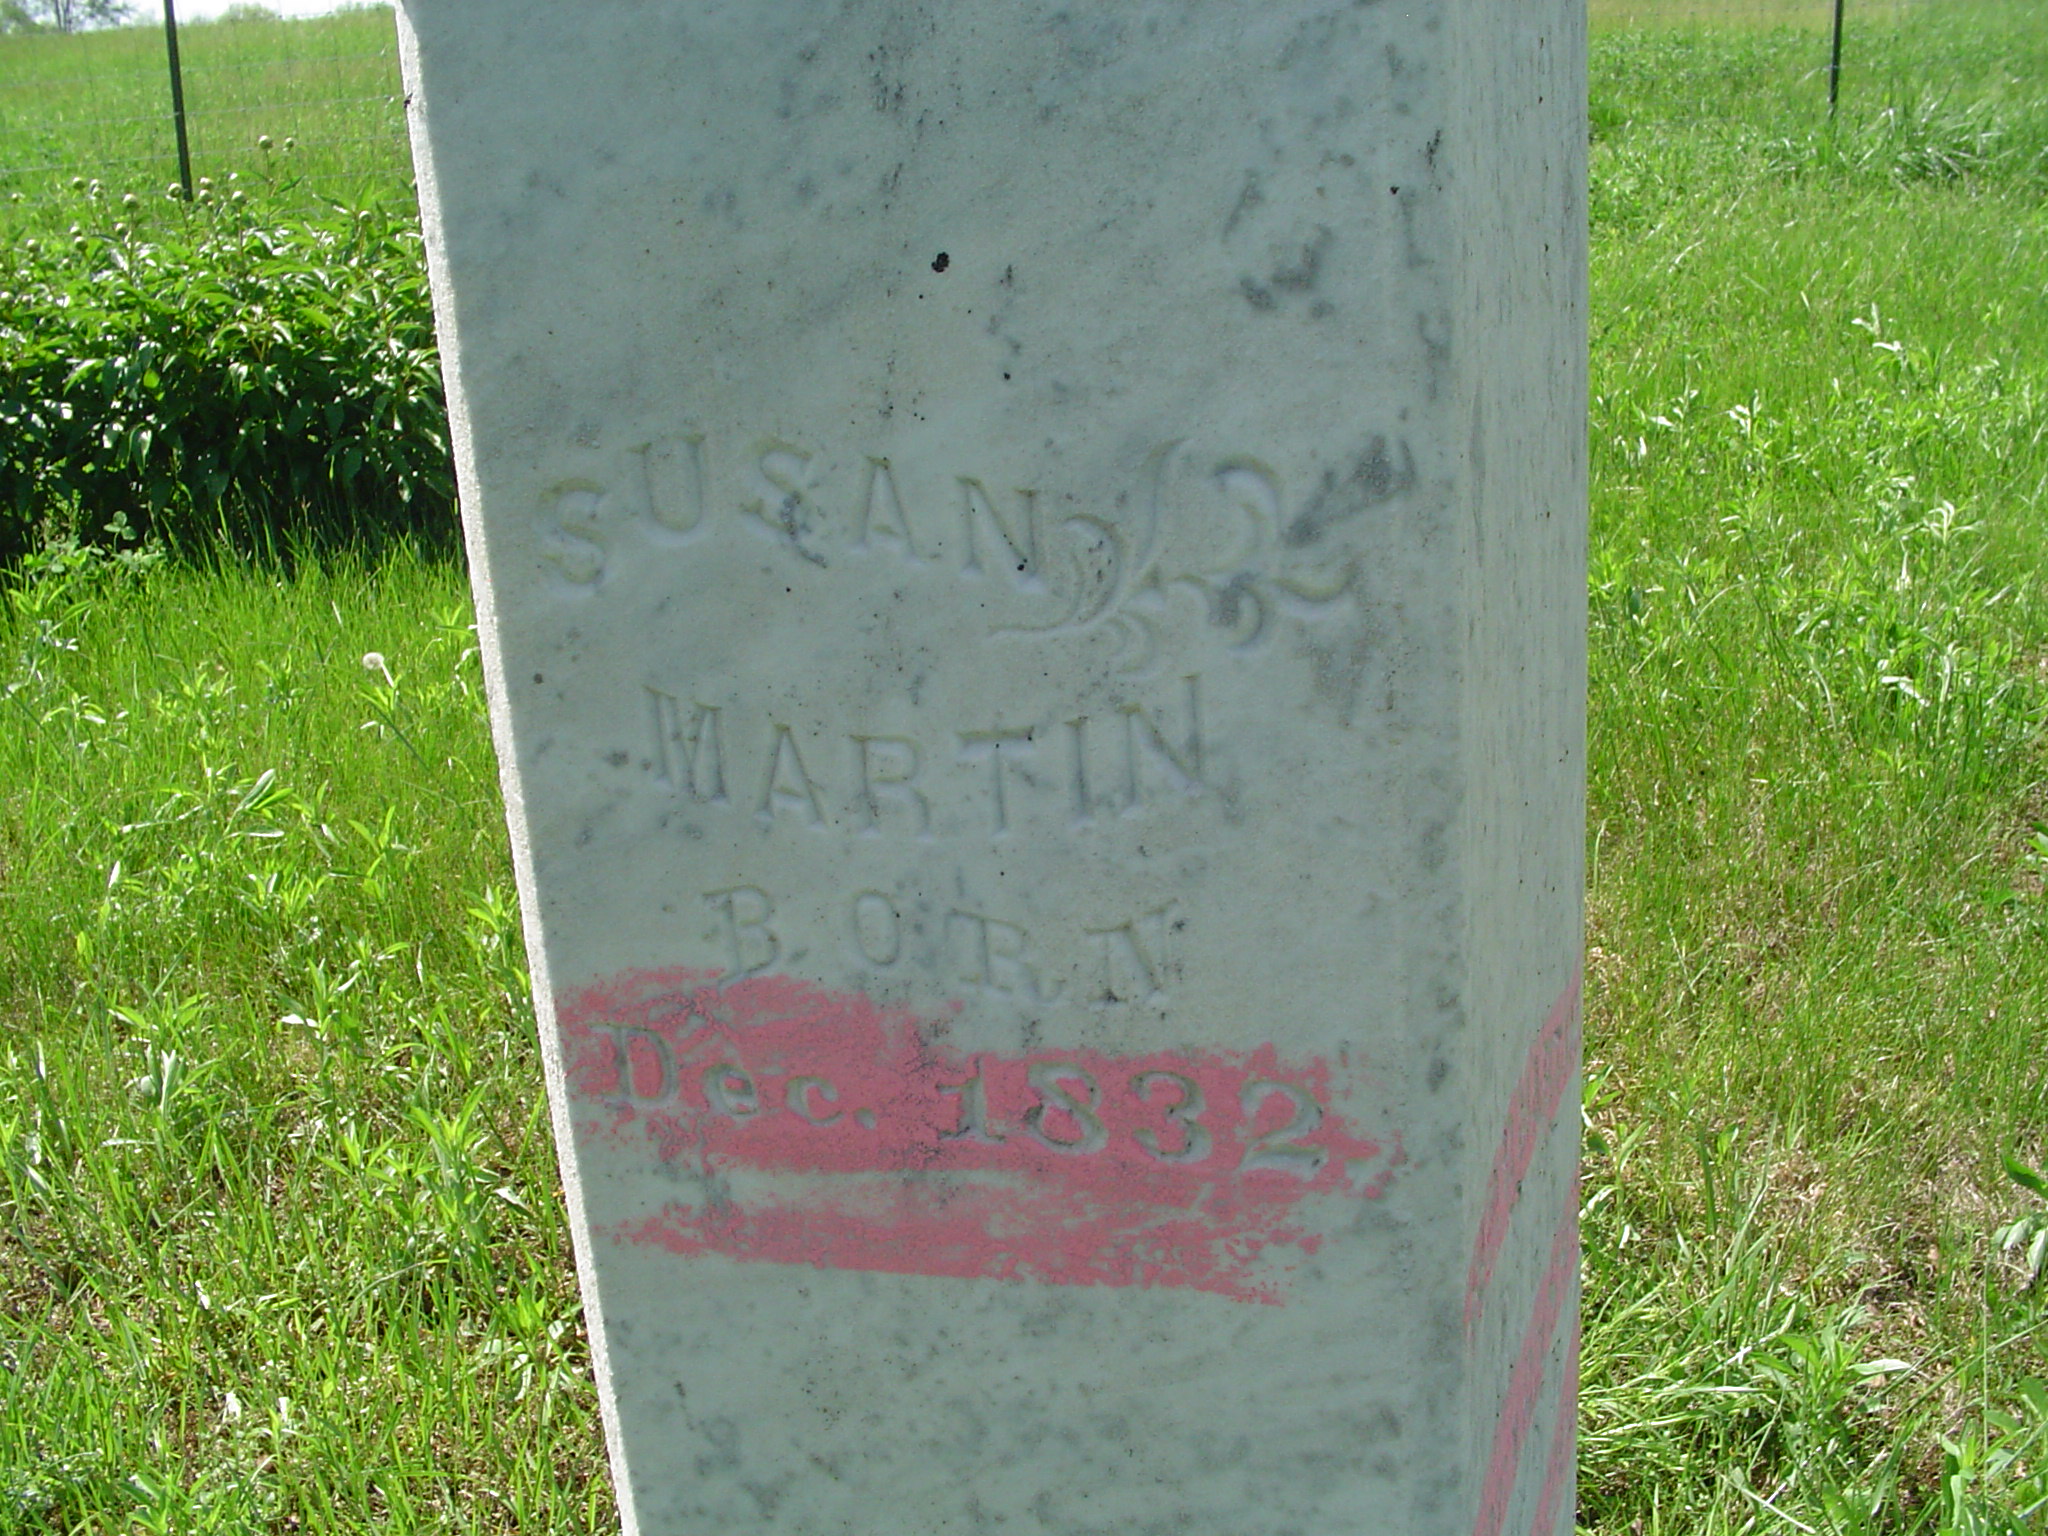 SUSAN
MARTIN
BORN
Dec. 1832.